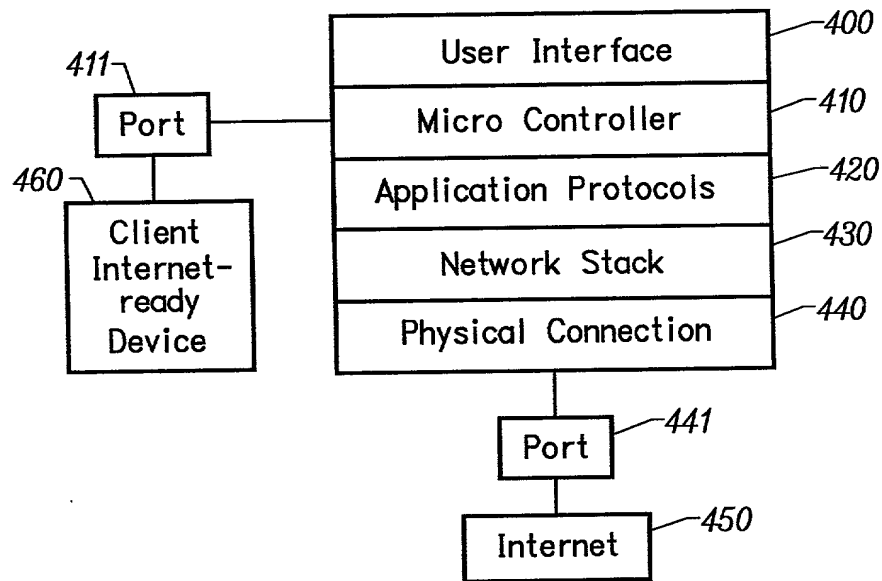 400
User Interface
411
410
Port
Micro Controller
460
420
Application Protocols
Client
Internet-
ready
Device
430
Network Stack
440
Physical Connection
441
Port
450
Internet